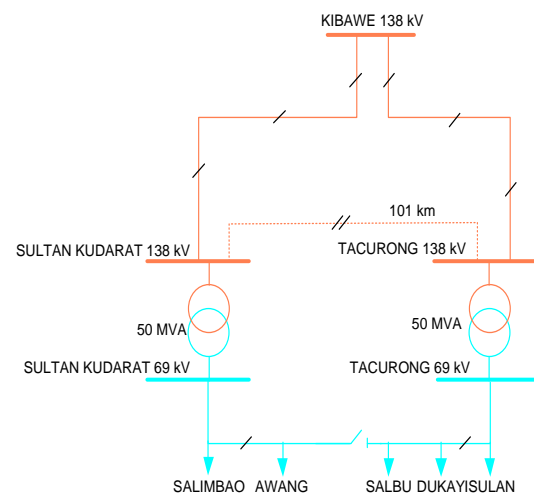 KIBAWE 138 kV
101 km
SULTAN KUDARAT 138 kV
TACURONG 138 kV
50 MVA
50 MVA
SULTAN KUDARAT 69 kV
TACURONG 69 kV
SALIMBAO AWANG SALBU DUKAYISULAN